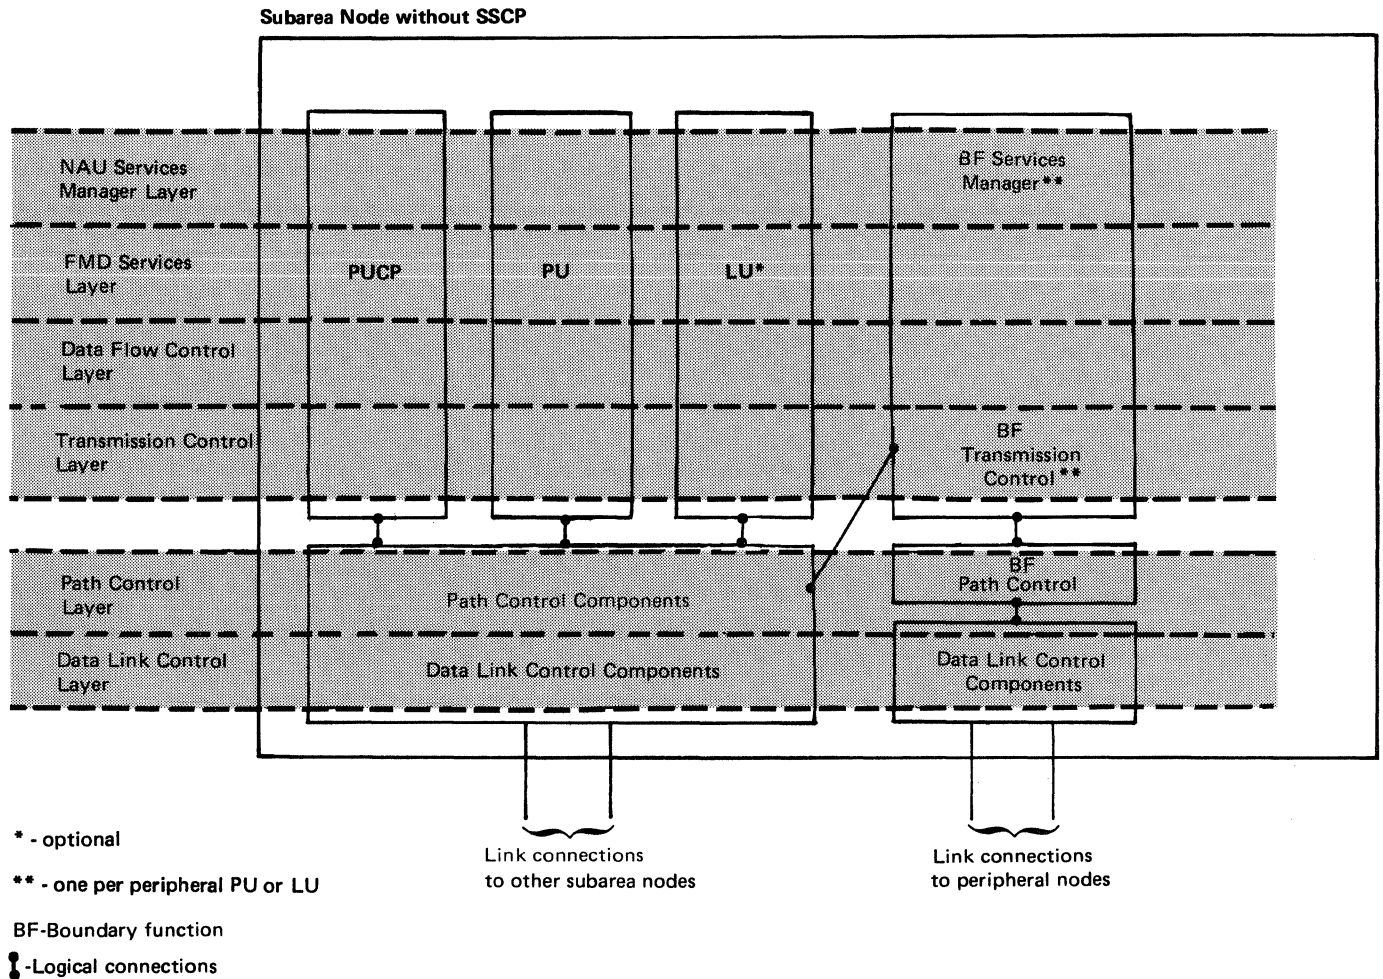 Subarea Node without SSCP
NAU Services
Manager Layer
BF Services
Manager**
FMD Services
Layer
PUCP
PU
LU*
Data Flow Control
Layer
Transmission Control
Layer
BF
Transmission
Control**
Path Control
Layer
Path Control Components
BF
Path Control
Data Link Control
Layer
Data Link Control Components
Data Link Control
Components
* - optional
** - one per peripheral PU or LU
BF-Boundary function
-Logical connections
Link connections
to other subarea nodes
Link connections
to peripheral nodes